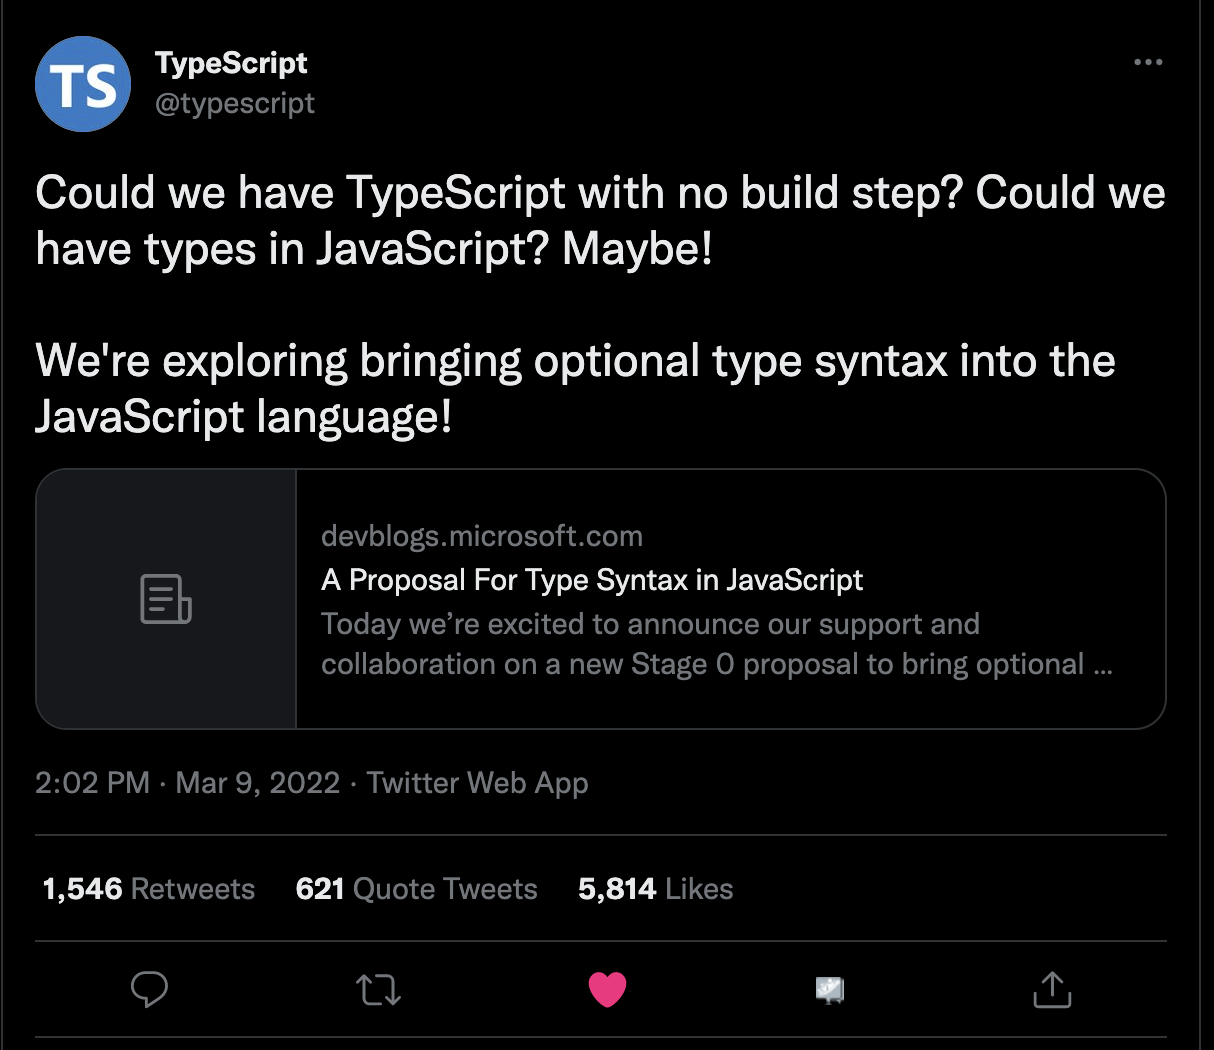 TS
TypeScript
@typescript
Could we have TypeScript with no build step? Could we
have types in JavaScript? Maybe!
We're exploring bringing optional type syntax into the
JavaScript language!
devblogs.microsoft.com
A Proposal For Type Syntax in JavaScript
Today we’re excited to announce our support and
collaboration on a new Stage 0 proposal to bring optional ...
2:02 PM · Mar 9, 2022 · Twitter Web App
1,546 Retweets 621 Quote Tweets 5,814 Likes